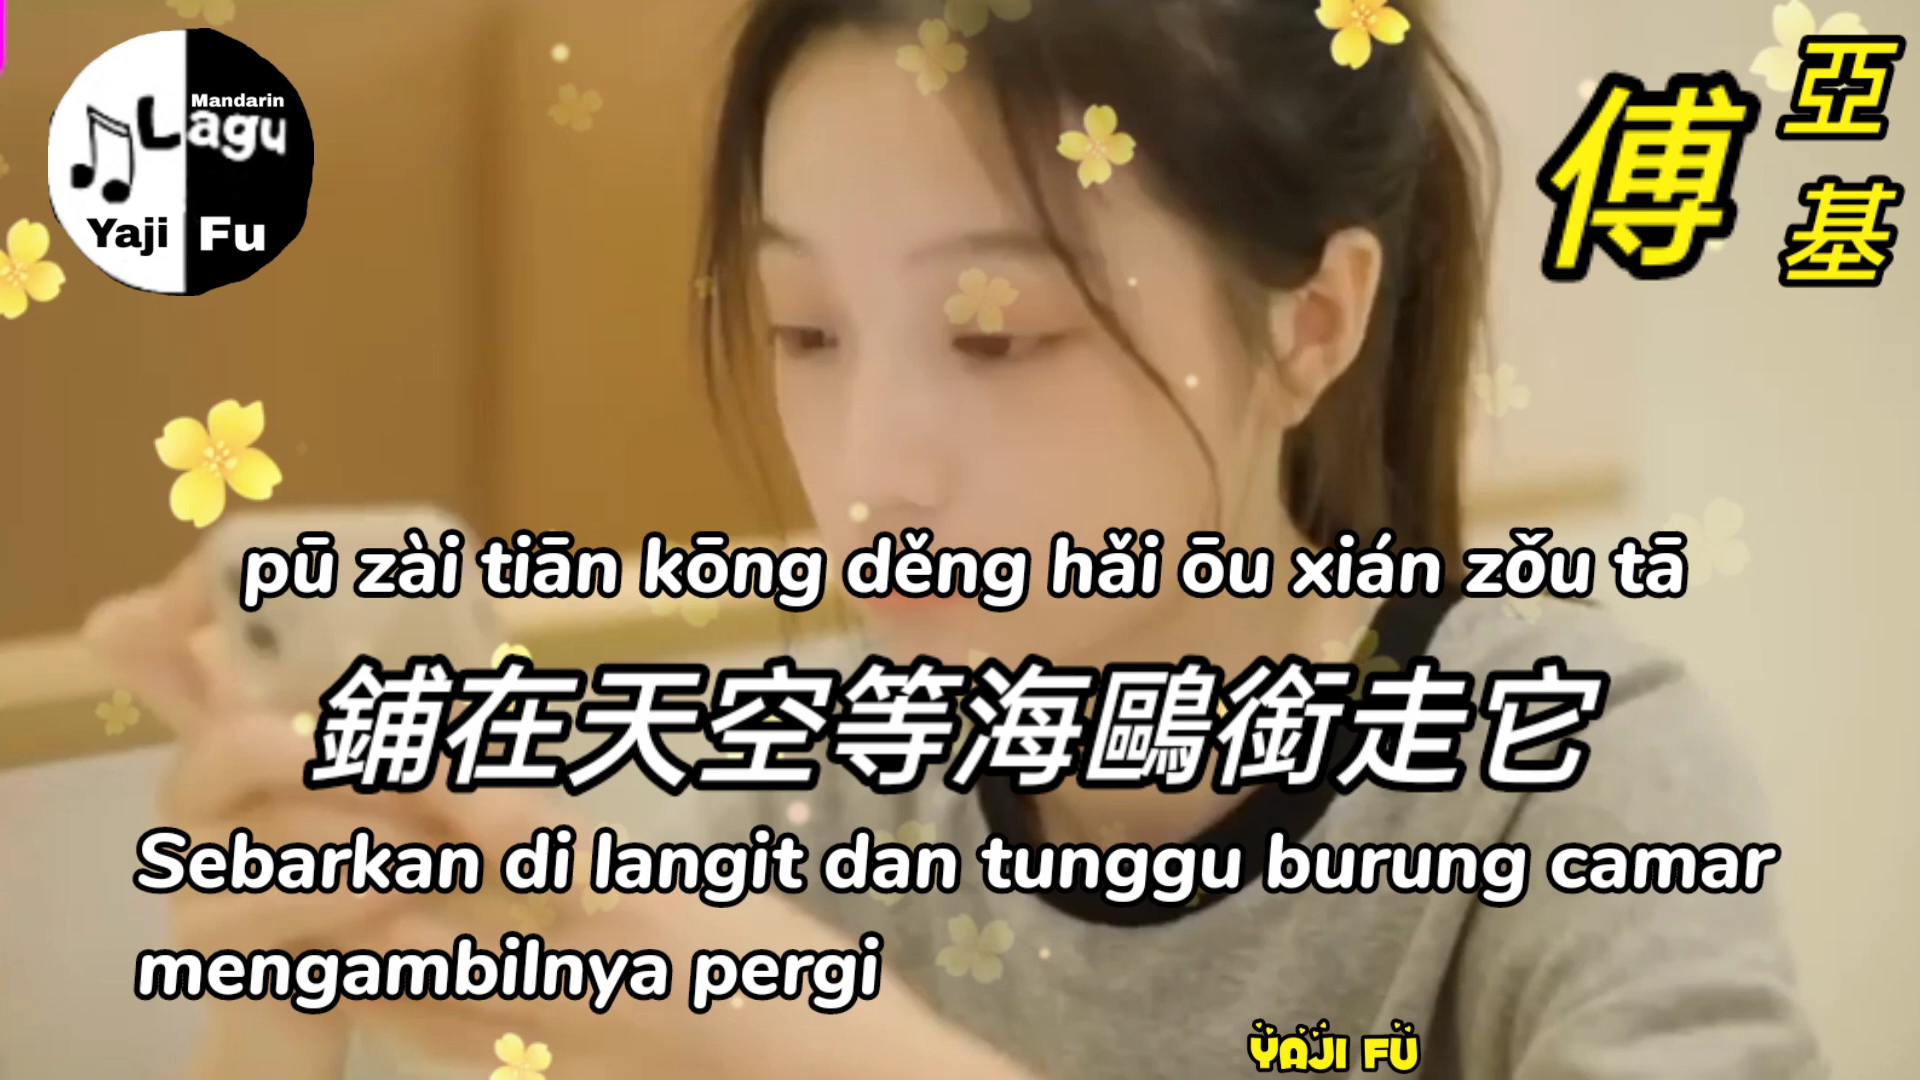 Mandarin
Lagu
Yaji Fu
傅亞基
pū zài tiān kōng děng hǎi ōu xián zǒu tā
鋪在天空等海鷗銜走它
Sebarkan di langit dan tunggu burung camar
mengambilnya pergi
YAJI FU